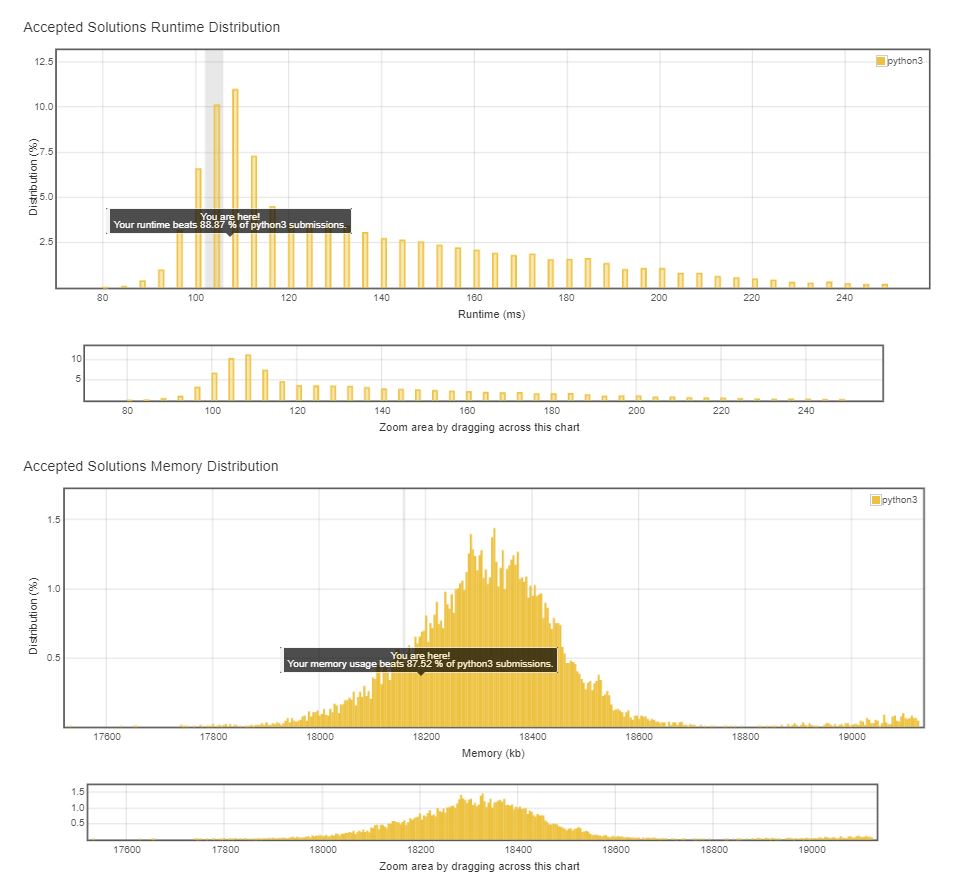 Accepted Solutions Runtime Distribution
12.5
10.0
7.5
5.0
2.5
Distribution (%)
python3
You are here!
Your runtime beats 88.87 % of python3 submissions.
80 100 120 140 160 180 200 220 240
Runtime (ms)
10
5
80 100 120 140 160 180 200 220 240
Zoom area by dragging across this chart
Accepted Solutions Memory Distribution
1.5
1.0
0.5
Distribution (%)
python3
You are here!
Your memory usage beats 87.52 % of python3 submissions.
17600 17800 18000 18200 18400 18600 18800 19000
Memory (kb)
1.5
1.0
0.5
17600 17800 18000 18200 18400 18600 18800 19000
Zoom area by dragging across this chart